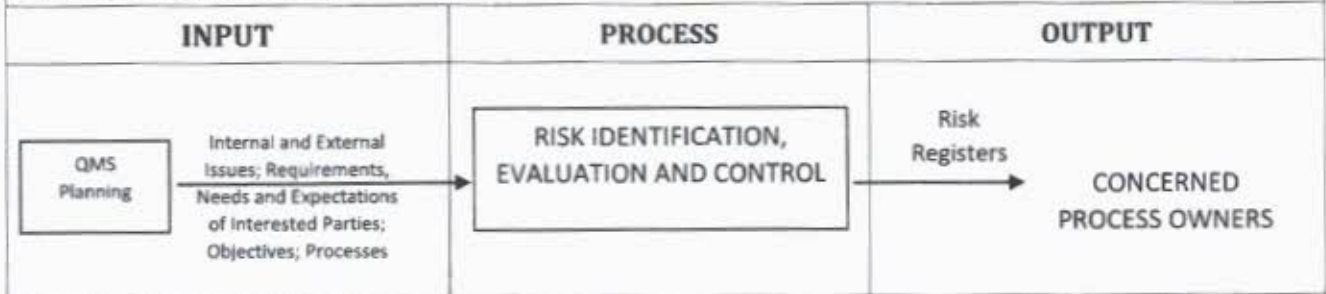 INPUT
PROCESS
OUTPUT
QMS
Planning
Internal and External
Issues; Requirements,
Needs and Expectations
of Interested Parties;
Objectives; Processes
RISK IDENTIFICATION,
EVALUATION AND CONTROL
Risk
Registers
CONCERNED
PROCESS OWNERS